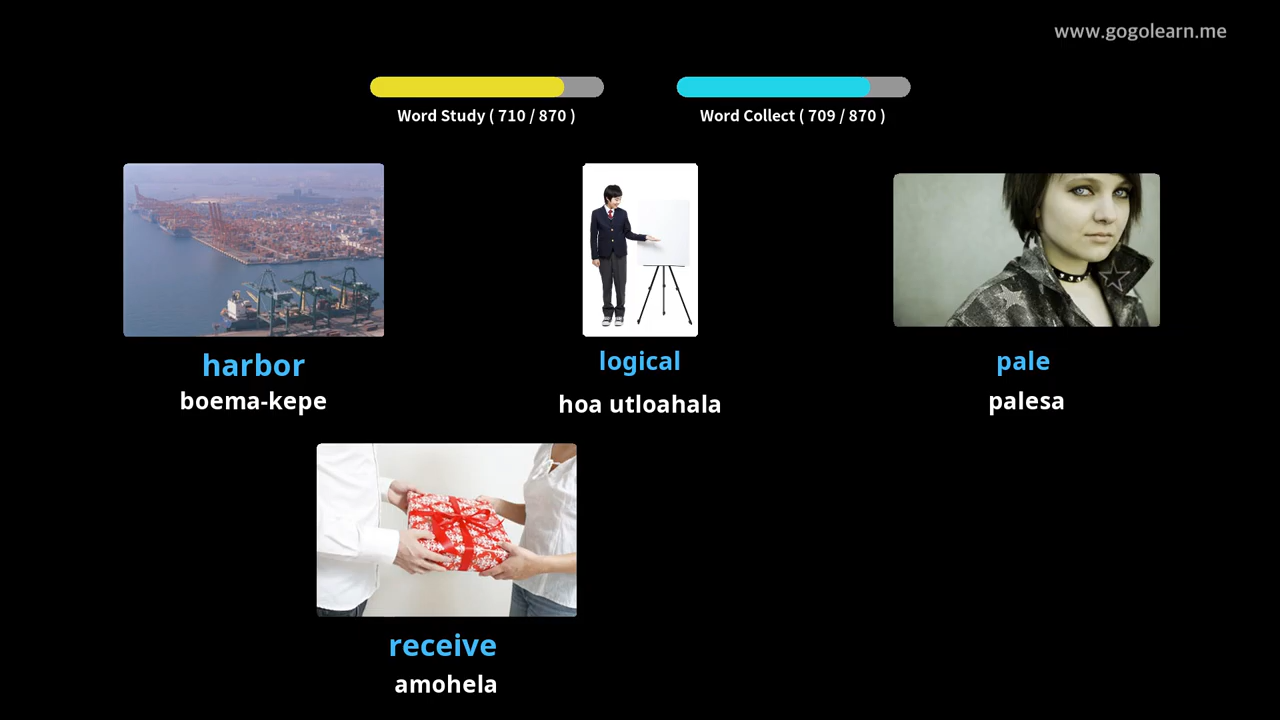 www.gogolearn.me
Word Study ( 710 / 870 )
Word Collect ( 709 / 870 )
harbor
boema-kepe
logical
hoa utloahala
pale
palesa
receive
amohela